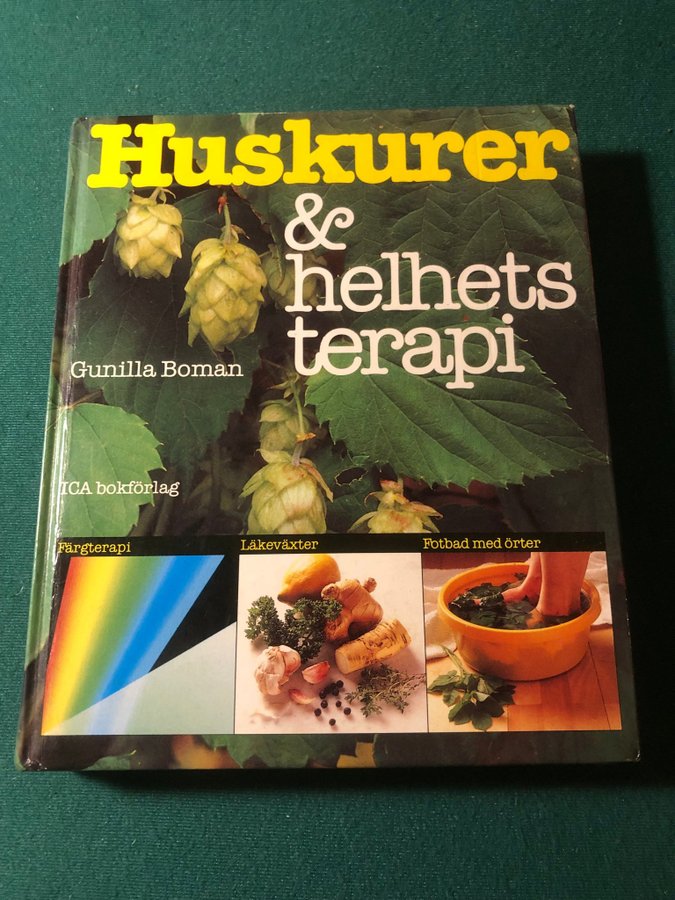 Huskurer
&
helhets
terapi
Gunilla Boman
ICA bokförlag
Färgterapi
Läkeväxter
Fotbad med örter